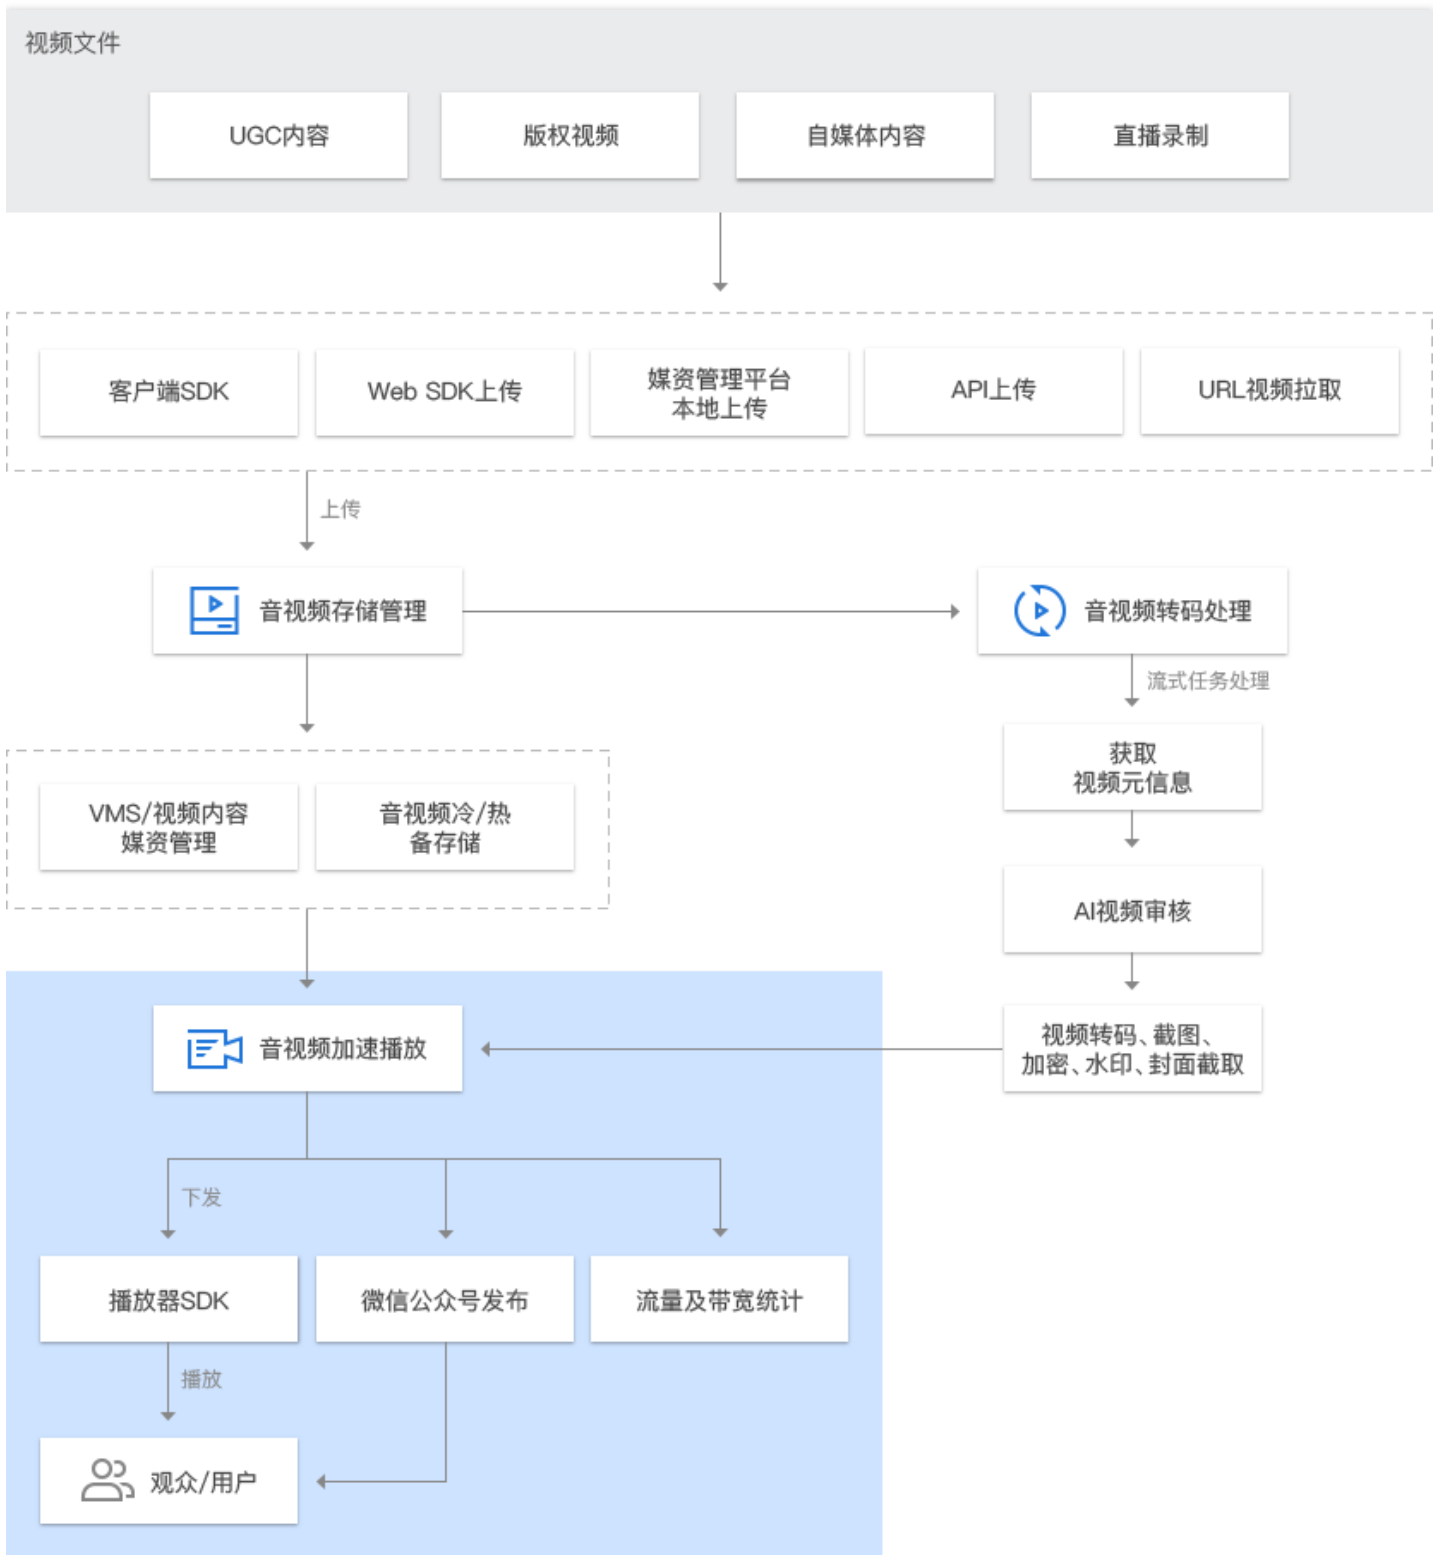 视频文件
UGC内容
版权视频
自媒体内容
直播录制
客户端SDK
Web SDK上传
媒资管理平台
本地上传
API上传
URL视频拉取
上传
音视频存储管理
音视频转码处理
流式任务处理
获取
视频元信息
VMS/视频内容
媒资管理
音视频冷/热
备存储
AI视频审核
视频转码、截图、
加密、水印、封面截取
音视频加速播放
下发
播放器SDK
微信公众号发布
流量及带宽统计
播放
观众/用户